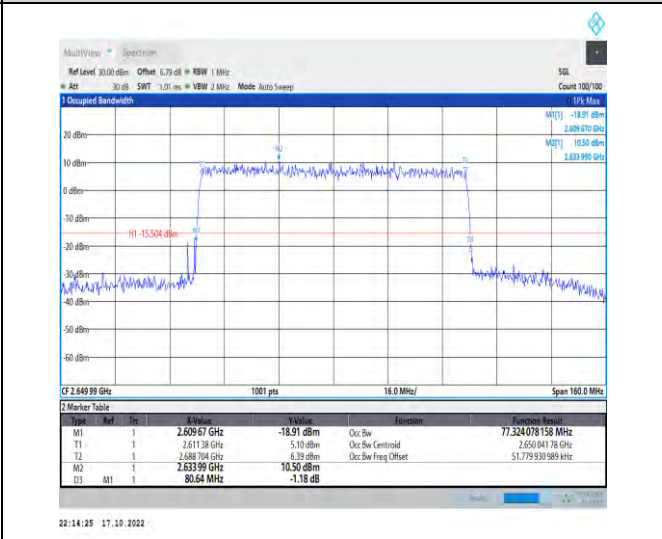 MultiView Spectrum
Ref Level 30.00 dBm Offset 6.79 dB RBW 1 MHz SGL
Att 30 dB SWT 1.01 ms VBW 2 MHz Mode Auto Sweep Count 100/100
1 Occupied Bandwidth 1Pk Max
M1[1] -18.91 dBm
2.609 670 GHz
M2[1] 10.50 dBm
2.633 990 GHz
20 dBm
M2
T1
T2
10 dBm
0 dBm
-10 dBm
H1 -15.504 dBm
M1
D3
-20 dBm
-30 dBm
-40 dBm
-50 dBm
-60 dBm
CF 2.649 99 GHz 1001 pts 16.0 MHz/ Span 160.0 MHz
2 Marker Table
Type Ref Trc X-Value Y-Value Function Function Result
M1 1 2.609 67 GHz -18.91 dBm Occ Bw 77.324 078 158 MHz
T1 1 2.611 38 GHz 5.10 dBm Occ Bw Centroid 2.650 041 78 GHz
T2 1 2.688 704 GHz 6.39 dBm Occ Bw Freq Offset 51.779 930 989 kHz
M2 1 2.633 99 GHz 10.50 dBm
D3 M1 1 80.64 MHz -1.18 dB
22:14:25 17.10.2022